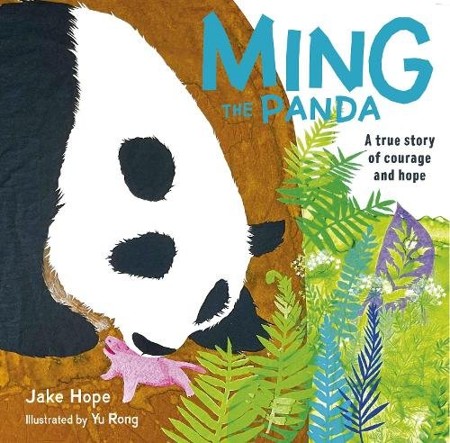 MING
THE PANDA
A true story
of courage
and hope
Jake Hope
Illustrated by Yu Rong